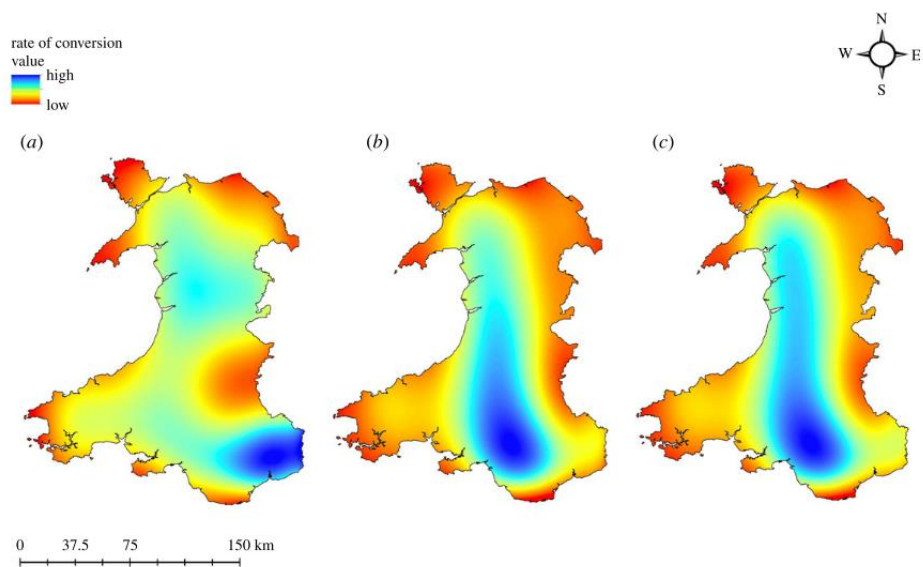 rate of conversion
value
high
low
N
W E
S
(a) (b) (c)
0 37.5 75 150 km